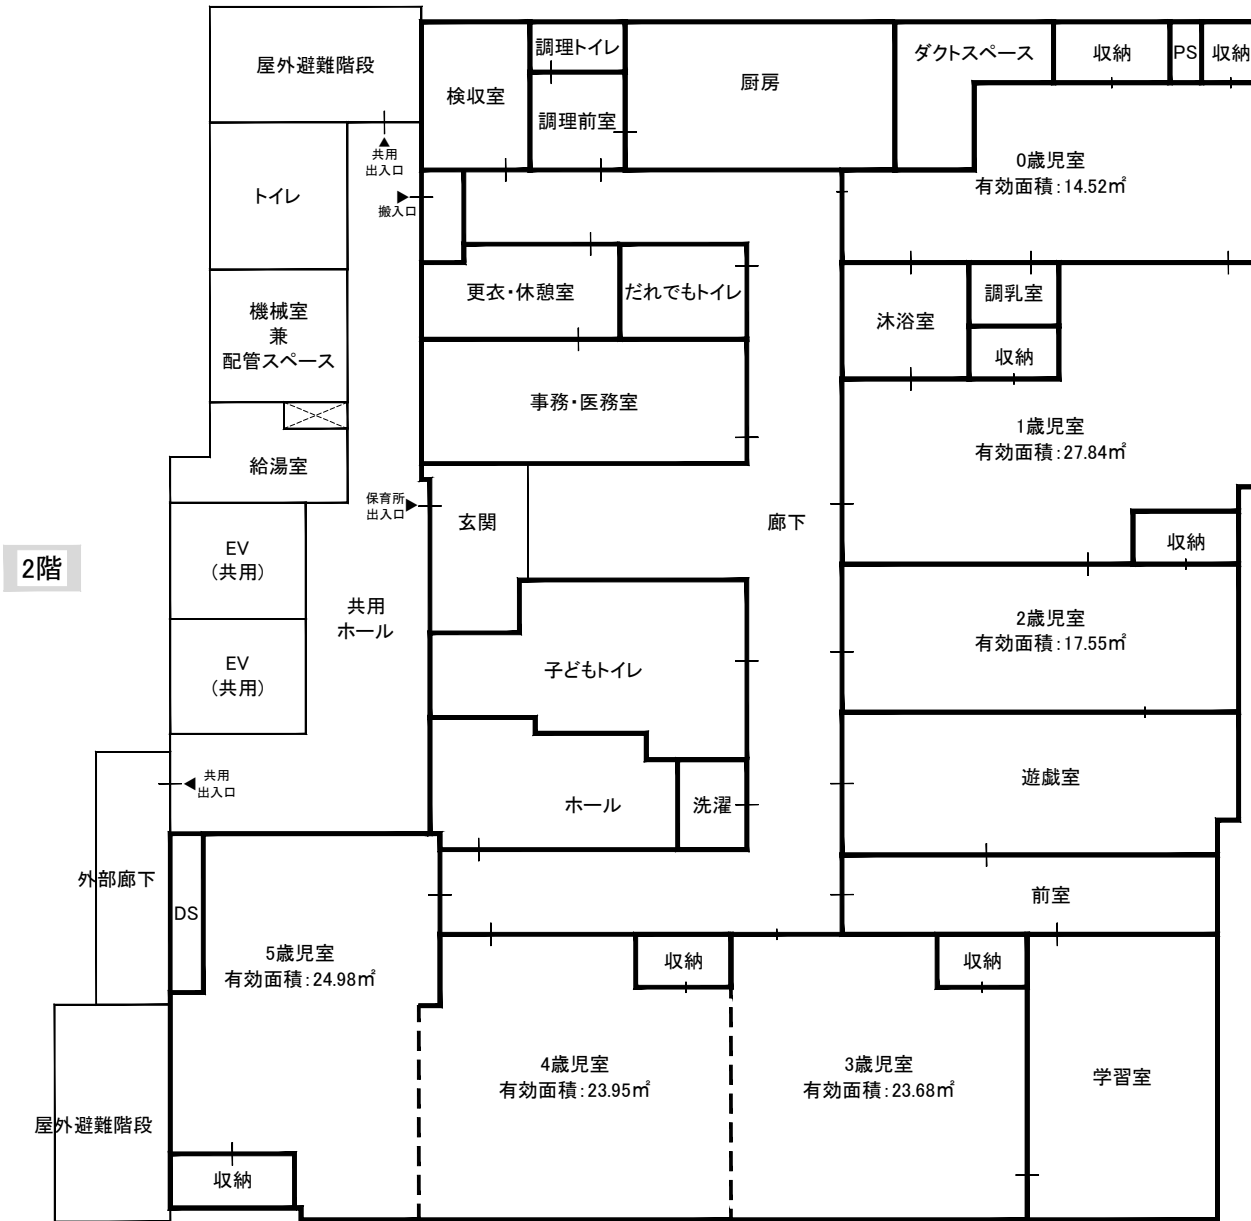 屋外避難階段
検収室
調理トイレ
調理前室
厨房
ダクトスペース
収納
PS
収納
共用
出入口
搬入口
トイレ
0歳児室
有効面積：14.52㎡
更衣・休憩室
だれでもトイレ
沐浴室
調乳室
収納
機械室
兼
配管スペース
事務・医務室
1歳児室
有効面積：27.84㎡
給湯室
保育所
出入口
玄関
廊下
収納
2階
EV
（共用）
共用
ホール
2歳児室
有効面積：17.55㎡
EV
（共用）
子どもトイレ
共用
出入口
ホール
洗濯
遊戯室
外部廊下
DS
前室
5歳児室
有効面積：24.98㎡
収納
収納
4歳児室
有効面積：23.95㎡
3歳児室
有効面積：23.68㎡
学習室
屋外避難階段
収納